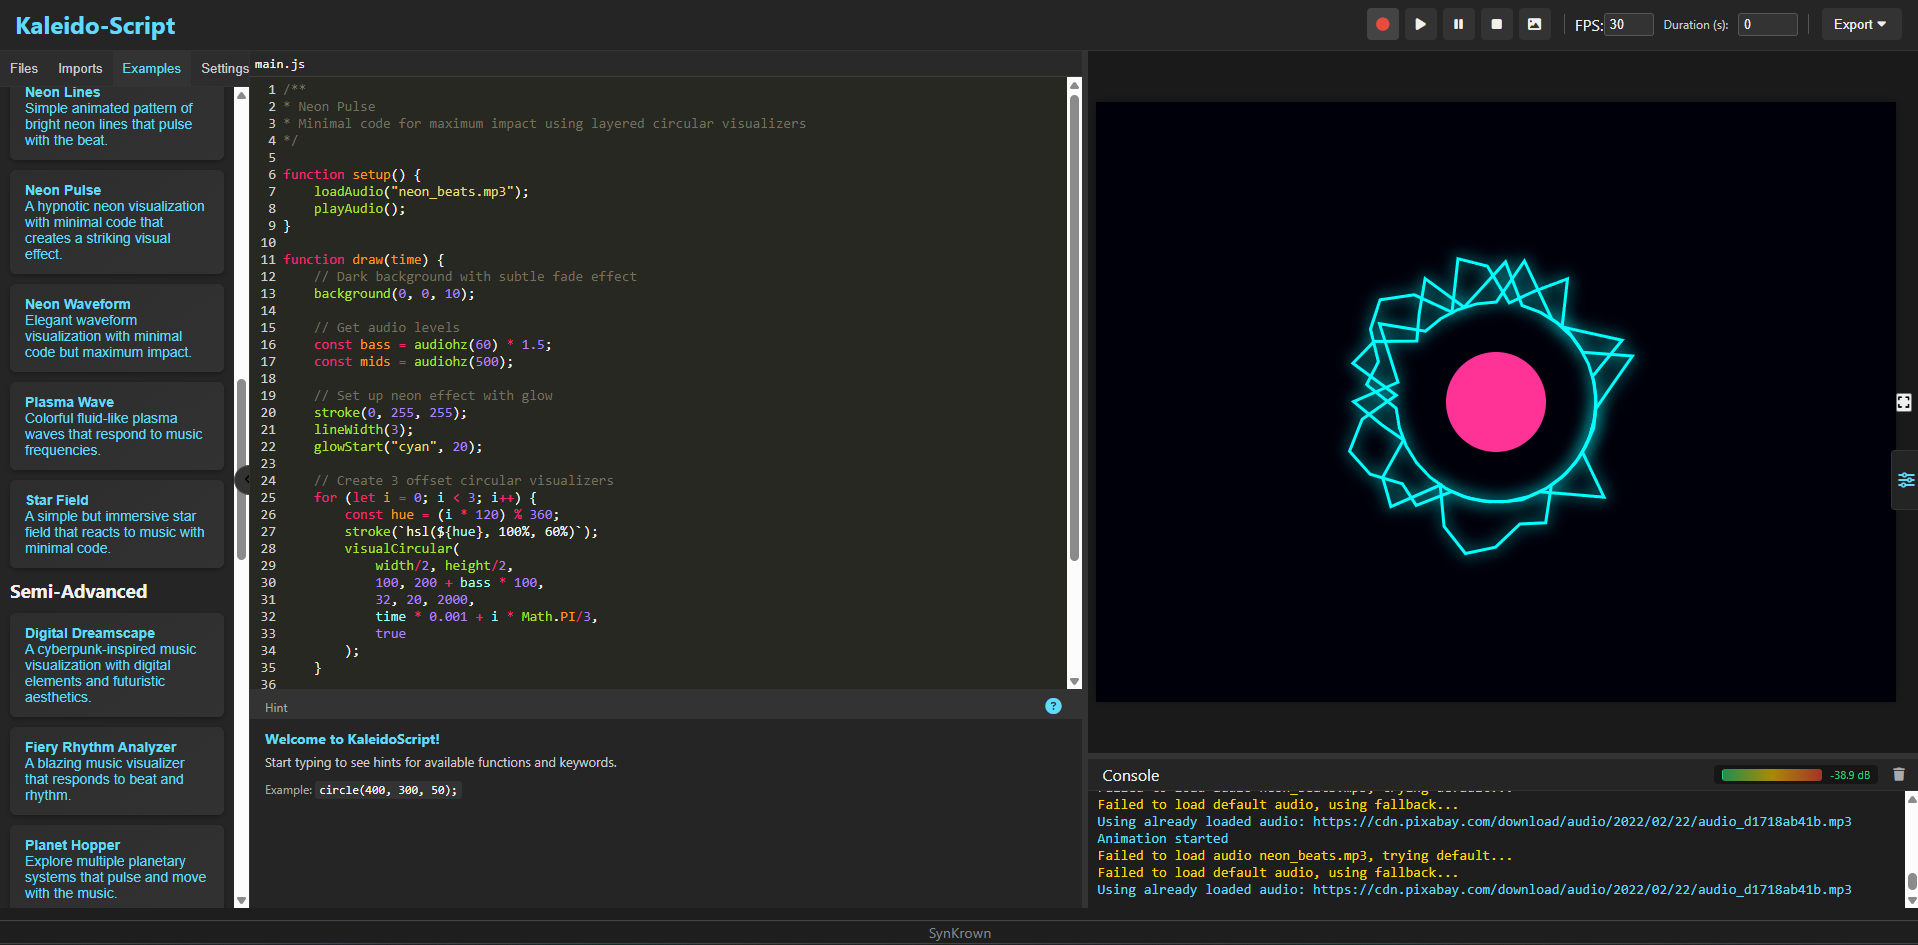 Kaleido-Script
FPS: 30 Duration (s): 0 Export
Files Imports Examples Settings
Neon Lines
Simple animated pattern of
bright neon lines that pulse
with the beat.
Neon Pulse
A hypnotic neon visualization
with minimal code that
creates a striking visual
effect.
Neon Waveform
Elegant waveform
visualization with minimal
code but maximum impact.
Plasma Wave
Colorful fluid-like plasma
waves that respond to music
frequencies.
Star Field
A simple but immersive star
field that reacts to music with
minimal code.
Semi-Advanced
Digital Dreamscape
A cyberpunk-inspired music
visualization with digital
elements and futuristic
aesthetics.
Fiery Rhythm Analyzer
A blazing music visualizer
that responds to beat and
rhythm.
Planet Hopper
Explore multiple planetary
systems that pulse and move
with the music.
main.js
1 /**
2 * Neon Pulse
3 * Minimal code for maximum impact using layered circular visualizers
4 */
5
6 function setup() {
7     loadAudio("neon_beats.mp3");
8     playAudio();
9 }
10
11 function draw(time) {
12     // Dark background with subtle fade effect
13     background(0, 0, 10);
14
15     // Get audio levels
16     const bass = audiohz(60) * 1.5;
17     const mids = audiohz(500);
18
19     // Set up neon effect with glow
20     stroke(0, 255, 255);
21     lineWidth(3);
22     glowStart("cyan", 20);
23
24     // Create 3 offset circular visualizers
25     for (let i = 0; i < 3; i++) {
26         const hue = (i * 120) % 360;
27         stroke(`hsl(${hue}, 100%, 60%)`);
28         visualCircular(
29             width/2, height/2,
30             100, 200 + bass * 100,
31             32, 20, 2000,
32             time * 0.001 + i * Math.PI/3,
33             true
34         );
35     }
36
Hint
?
Welcome to KaleidoScript!
Start typing to see hints for available functions and keywords.
Example: circle(400, 300, 50);
Console
-38.9 dB
Failed to load audio neon_beats.mp3, trying default...
Failed to load default audio, using fallback...
Using already loaded audio: https://cdn.pixabay.com/download/audio/2022/02/22/audio_d1718ab41b.mp3
Animation started
Failed to load audio neon_beats.mp3, trying default...
Failed to load default audio, using fallback...
Using already loaded audio: https://cdn.pixabay.com/download/audio/2022/02/22/audio_d1718ab41b.mp3
SynKrown